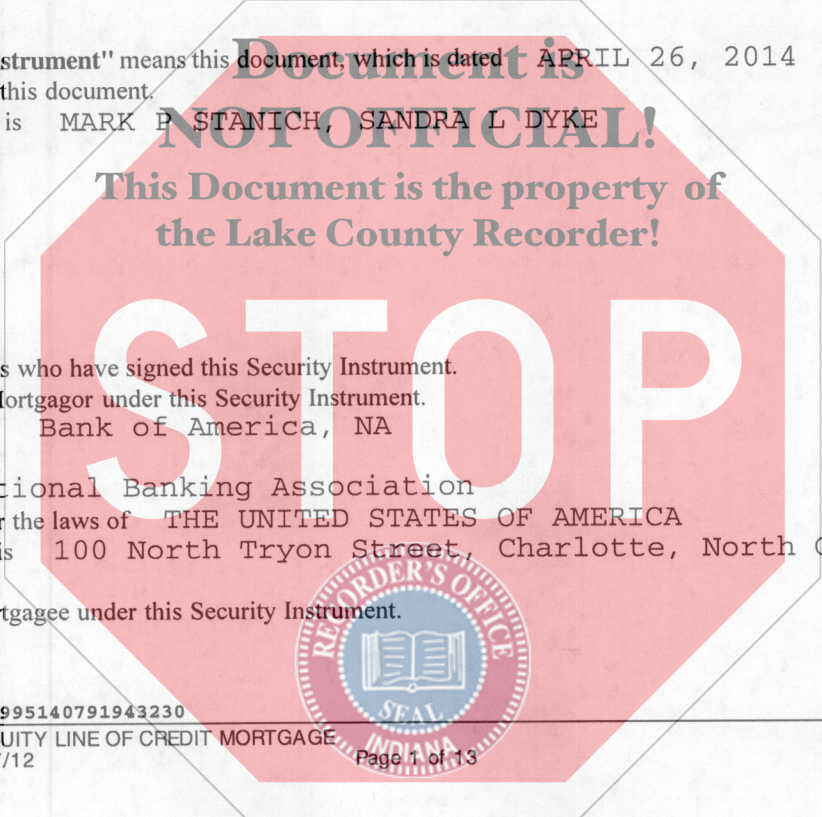 Document is
strument" means this document, which is dated APRIL 26, 2014
this document.
NOT OFFICIAL!
is MARK P STANICH, SANDRA L DYKE
This Document is the property of
the Lake County Recorder!
STOP
s who have signed this Security Instrument.
Mortgagor under this Security Instrument.
Bank of America, NA
tional Banking Association
r the laws of THE UNITED STATES OF AMERICA
is 100 North Tryon Street, Charlotte, North C
RECORDER'S OFFICE
tgagee under this Security Instrument.
SEAL
INDIANA
995140791943230
UITY LINE OF CREDIT MORTGAGE
/12 Page 1 of 13